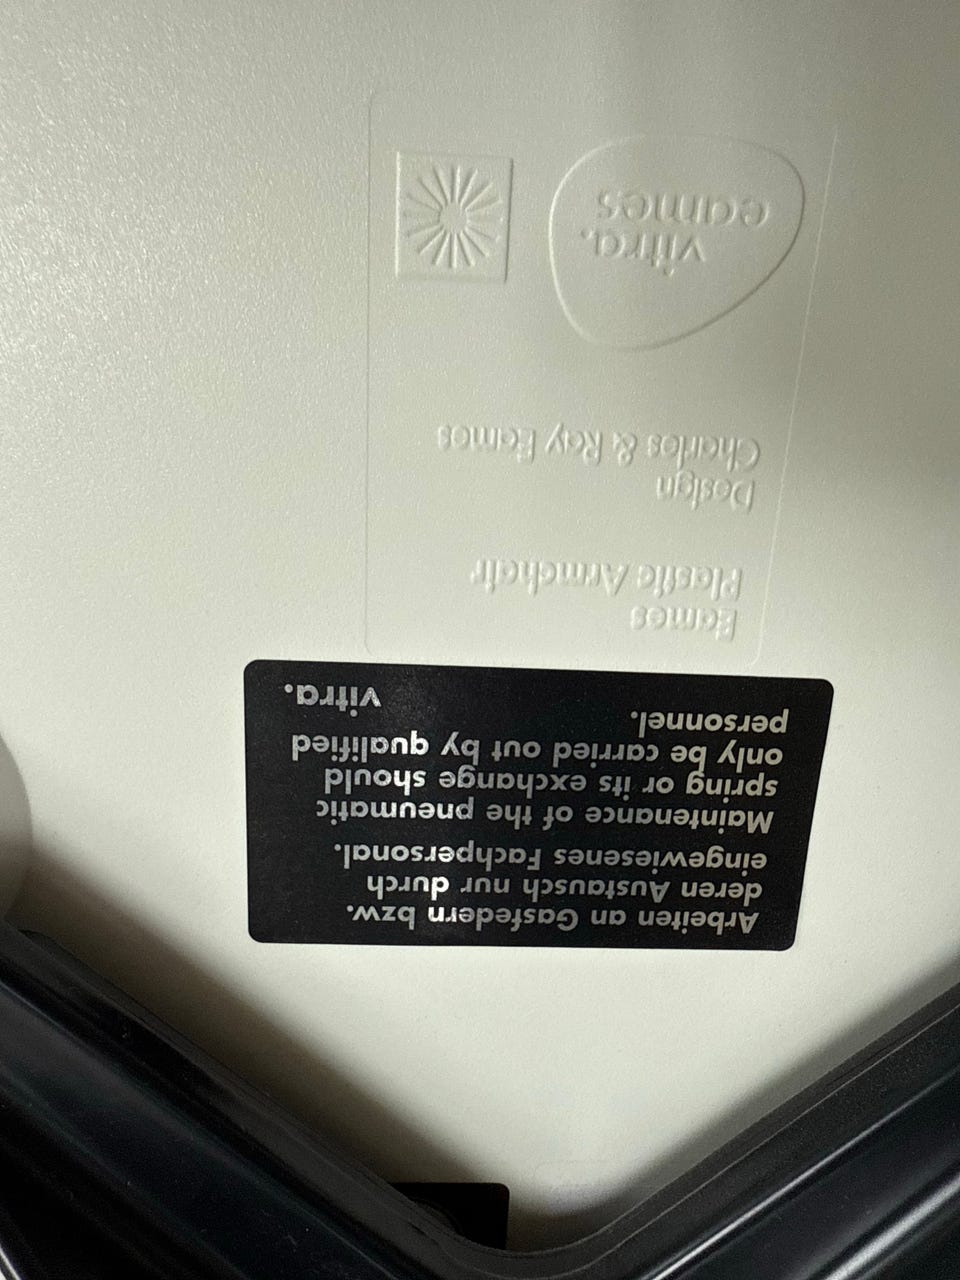 Arbeiten an Gasfedern bzw.
deren Austausch nur durch
eingewiesenes Fachpersonal.
Maintenance of the pneumatic
spring or its exchange should
only be carried out by qualified
personnel.
vitra.
Eames
Plastic Armchair
Design
Charles & Ray Eames
vitra.
eames